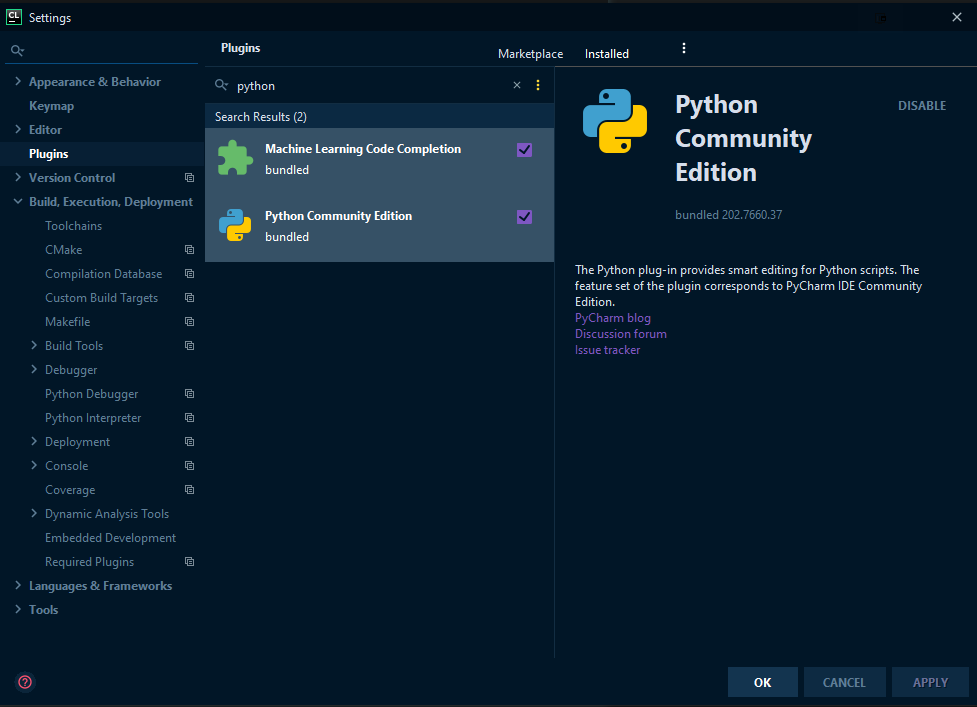 CL
Settings
Appearance & Behavior
Keymap
Editor
Plugins
Version Control
Build, Execution, Deployment
Toolchains
CMake
Compilation Database
Custom Build Targets
Makefile
Build Tools
Debugger
Python Debugger
Python Interpreter
Deployment
Console
Coverage
Dynamic Analysis Tools
Embedded Development
Required Plugins
Languages & Frameworks
Tools
Plugins
Marketplace
Installed
python
Search Results (2)
Machine Learning Code Completion
bundled
Python Community Edition
bundled
Python
Community
Edition
DISABLE
bundled 202.7660.37
The Python plug-in provides smart editing for Python scripts. The
feature set of the plugin corresponds to PyCharm IDE Community
Edition.
PyCharm blog
Discussion forum
Issue tracker
?
OK
CANCEL
APPLY